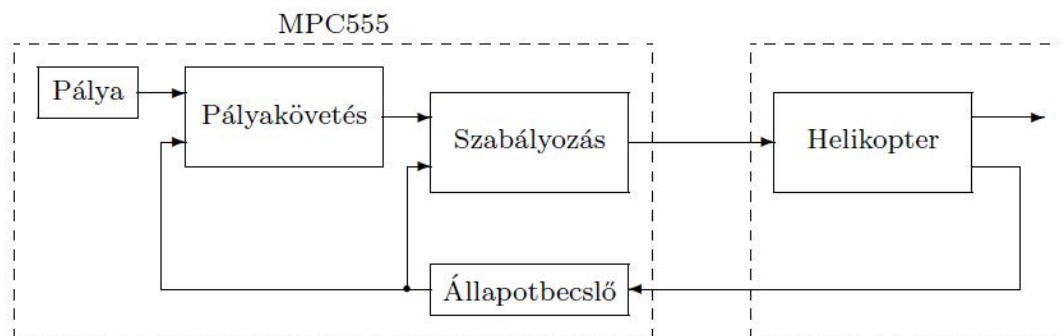 MPC555
Pálya
Pályakövetés
Szabályozás
Helikopter
Állapotbecslő